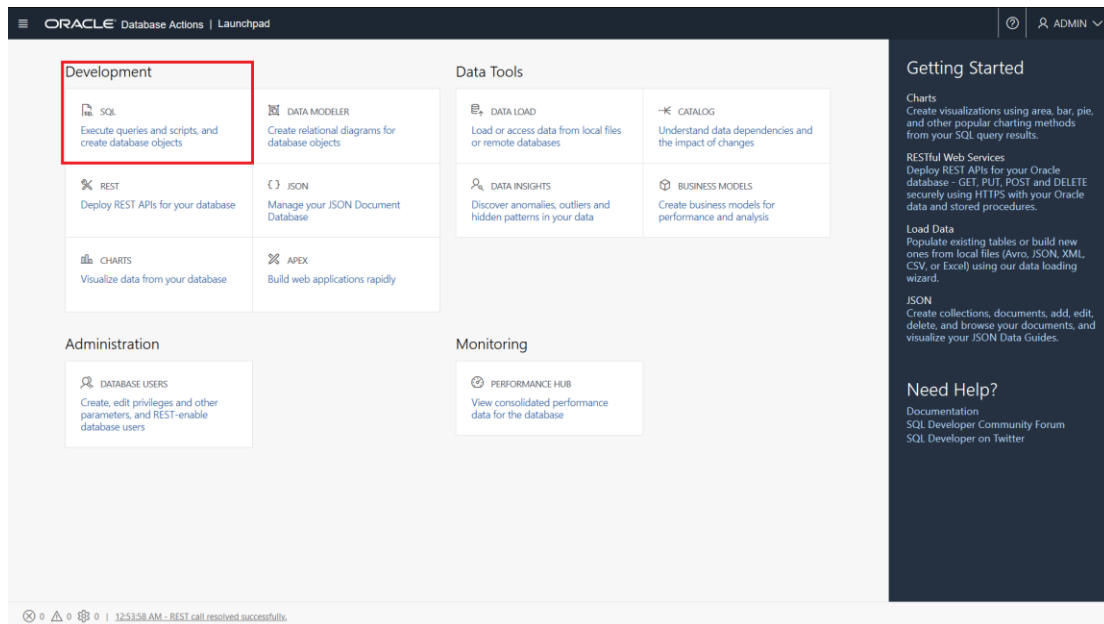 ORACLE Database Actions | Launchpad
ADMIN
Development
SQL
Execute queries and scripts, and
create database objects
DATA MODELER
Create relational diagrams for
database objects
REST
Deploy REST APIs for your database
{ } JSON
Manage your JSON Document
Database
CHARTS
Visualize data from your database
APEX
Build web applications rapidly
Data Tools
DATA LOAD
Load or access data from local files
or remote databases
CATALOG
Understand data dependencies and
the impact of changes
DATA INSIGHTS
Discover anomalies, outliers and
hidden patterns in your data
BUSINESS MODELS
Create business models for
performance and analysis
Administration
DATABASE USERS
Create, edit privileges and other
parameters, and REST-enable
database users
Monitoring
PERFORMANCE HUB
View consolidated performance
data for the database
Getting Started
Charts
Create visualizations using area, bar, pie,
and other popular charting methods
from your SQL query results.
RESTful Web Services
Deploy REST APIs for your Oracle
database - GET, PUT, POST and DELETE
securely using HTTPS with your Oracle
data and stored procedures.
Load Data
Populate existing tables or build new
ones from local files (Avro, JSON, XML,
CSV, or Excel) using our data loading
wizard.
JSON
Create collections, documents, add, edit,
delete, and browse your documents, and
visualize your JSON Data Guides.
Need Help?
Documentation
SQL Developer Community Forum
SQL Developer on Twitter
0 0 0 | 12:53:58 AM - REST call resolved successfully.